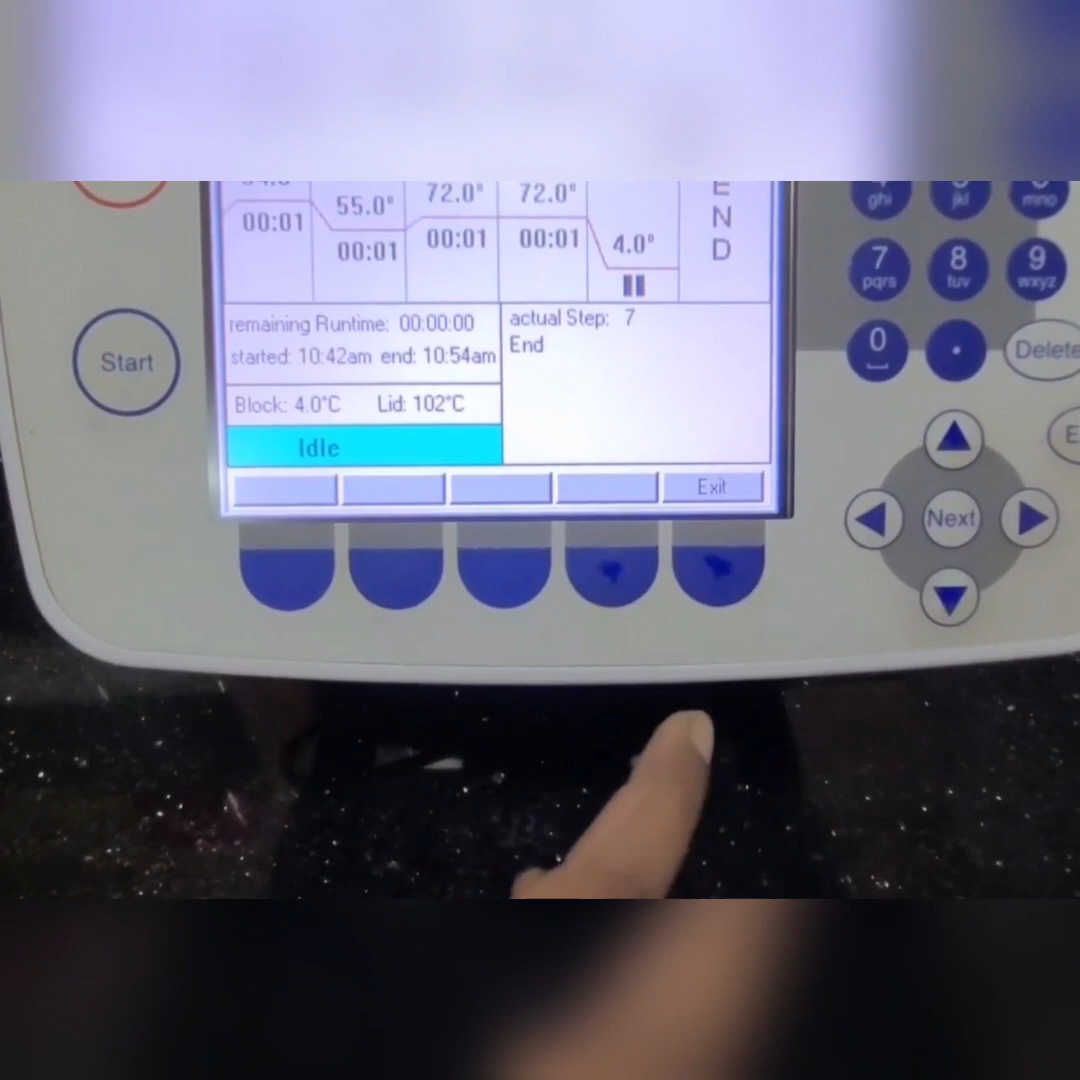 72.0° 72.0°
55.0°
00:01
00:01 00:01 00:01
4.0°
END
remaining Runtime: 00:00:00
started: 10:42am end: 10:54am
Block: 4.0°C Lid: 102°C
Idle
actual Step: 7
End
Exit
Start
ghi jkl mno
7 8 9
pqrs tuv wxyz
0 .
Delete
Next